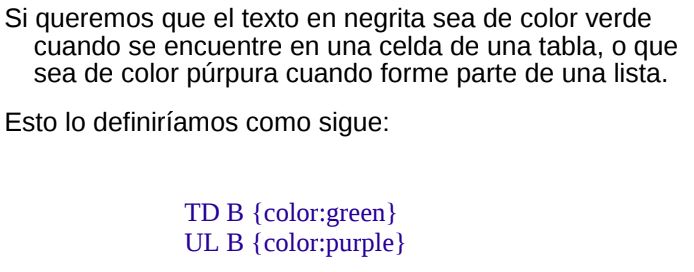 Si queremos que el texto en negrita sea de color verde
cuando se encuentre en una celda de una tabla, o que
sea de color púrpura cuando forme parte de una lista.
Esto lo definiríamos como sigue:
TD B {color:green}
UL B {color:purple}